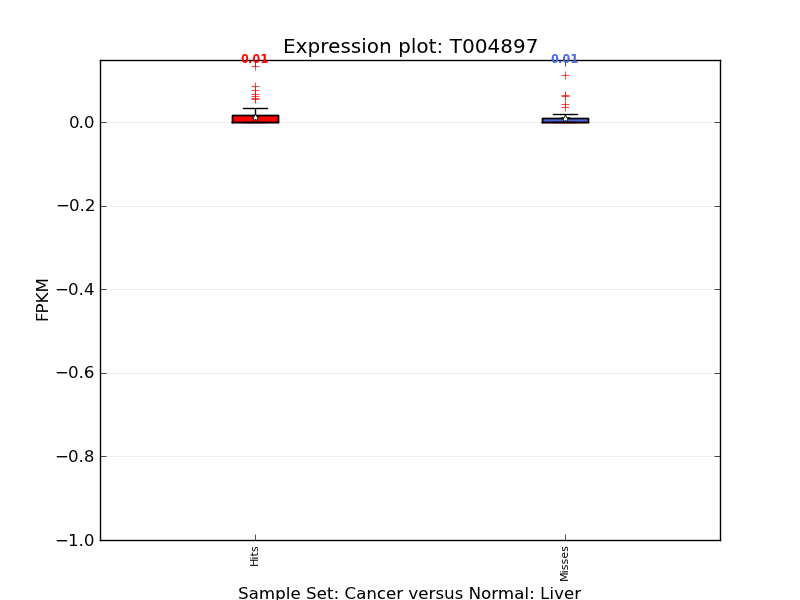 Expression plot: T004897
0.01
0.01
0.0
−0.2
−0.4
−0.6
−0.8
−1.0
FPKM
Hits
Misses
Sample Set: Cancer versus Normal: Liver